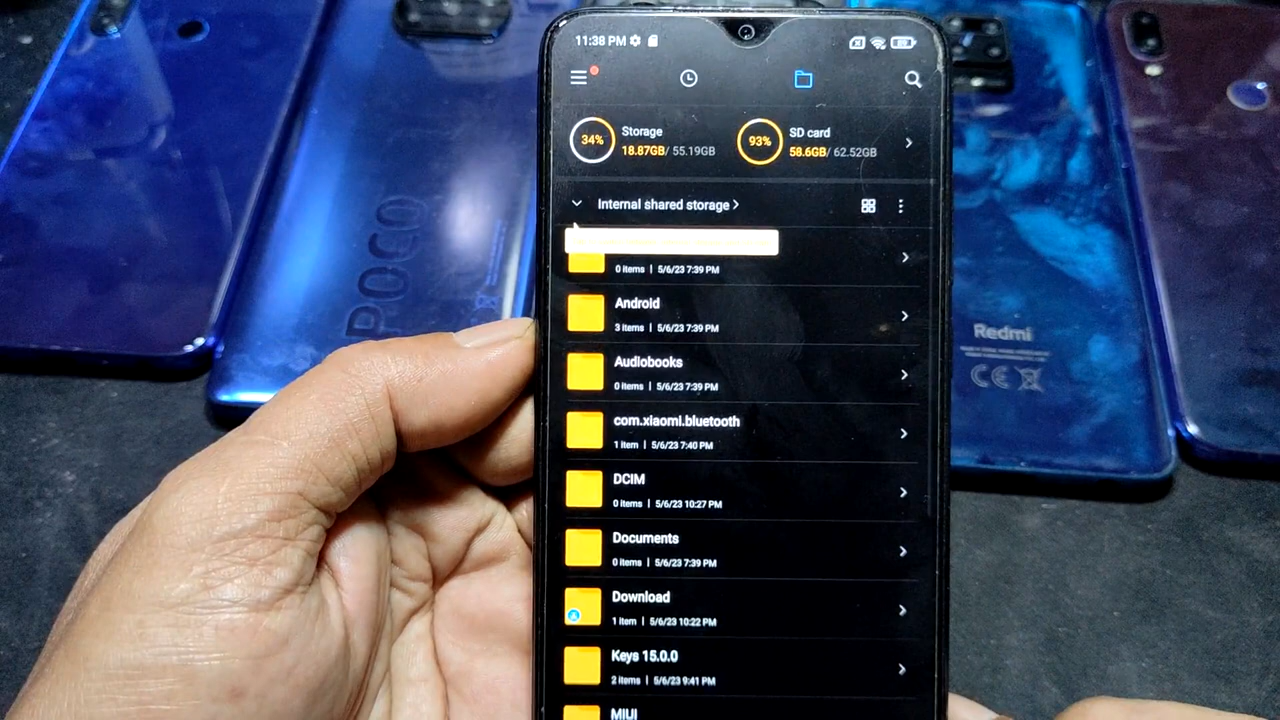 11:38 PM
34%
Storage
18.87GB/ 55.19GB
93%
SD card
58.6GB/ 62.52GB
Internal shared storage
0 items | 5/6/23 7:39 PM
Android
3 items | 5/6/23 7:39 PM
Audiobooks
0 items | 5/6/23 7:39 PM
com.xiaomi.bluetooth
1 item | 5/6/23 7:40 PM
DCIM
0 items | 5/6/23 10:27 PM
Documents
0 items | 5/6/23 7:39 PM
Download
1 item | 5/6/23 10:22 PM
Keys 15.0.0
2 items | 5/6/23 9:41 PM
MIUI
POCO
Redmi
CE